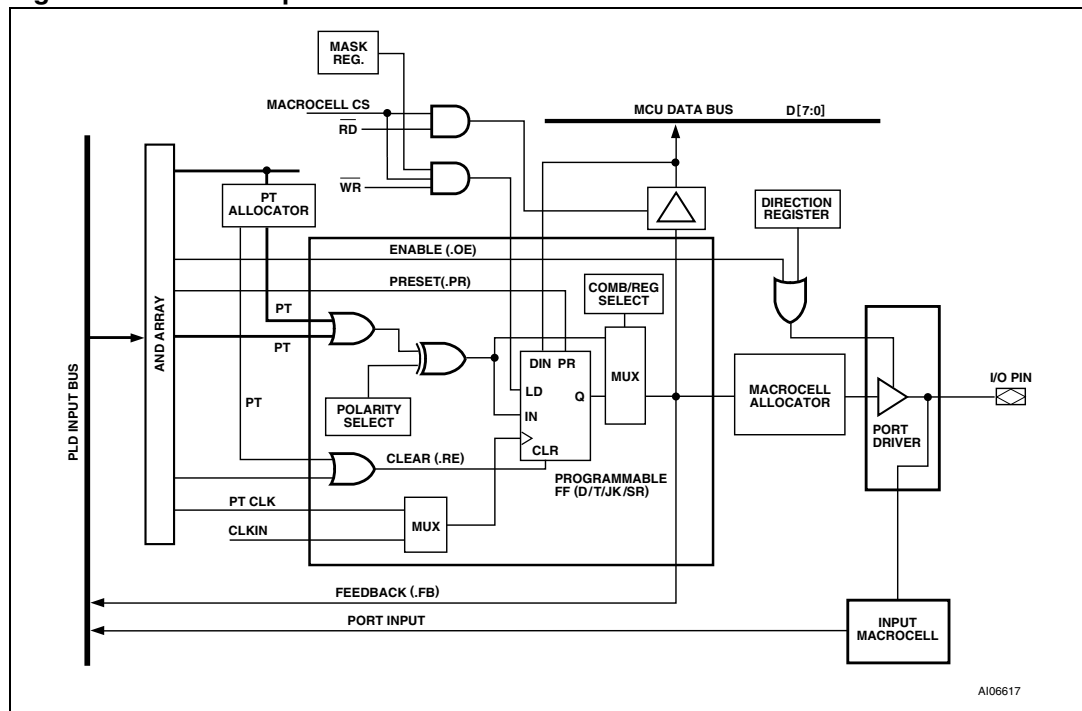 MASK
REG.
MACROCELL CS
RD
WR
MCU DATA BUS D[7:0]
PT
ALLOCATOR
DIRECTION
REGISTER
ENABLE (.OE)
PRESET(.PR)
COMB/REG
SELECT
PT
PT
PT
AND ARRAY
PLD INPUT BUS
POLARITY
SELECT
DIN PR
LD
IN
Q
CLR
MUX
MACROCELL
ALLOCATOR
PORT
DRIVER
I/O PIN
CLEAR (.RE)
PROGRAMMABLE
FF (D/T/JK/SR)
PT CLK
CLKIN
MUX
FEEDBACK (.FB)
PORT INPUT
INPUT
MACROCELL
AI06617